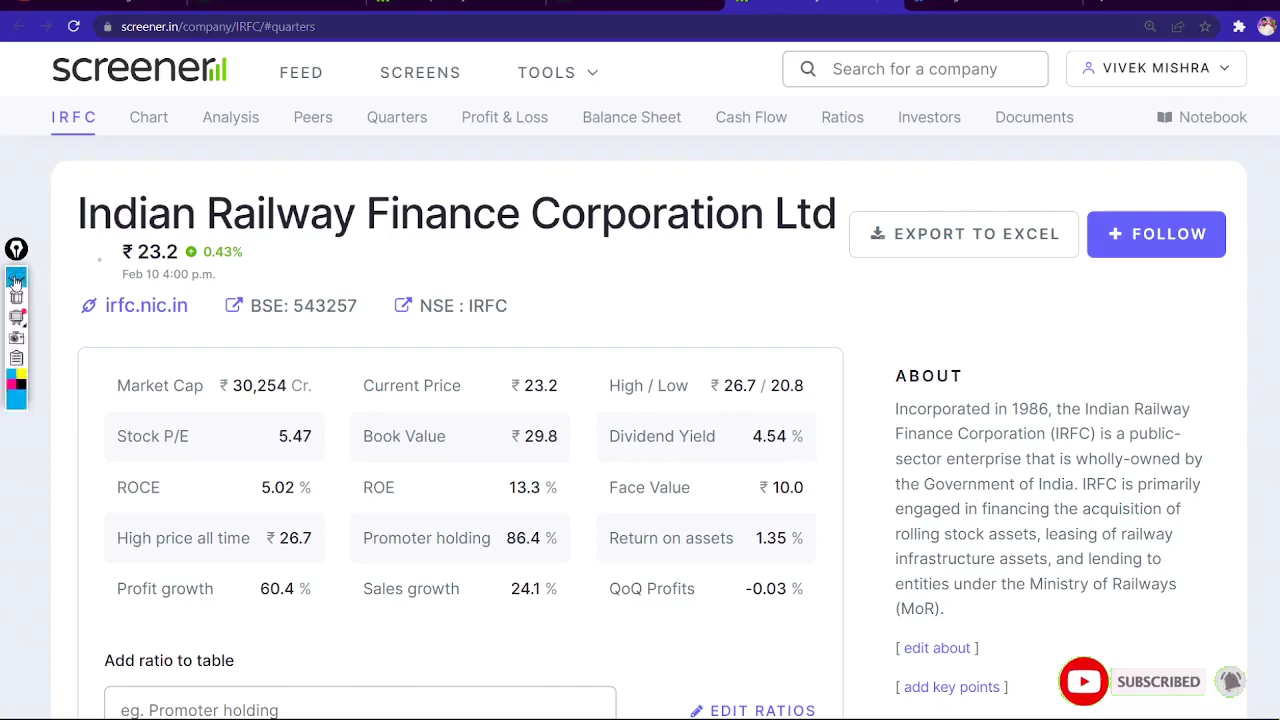 screener.in/company/IRFC/#quarters
screener
FEED SCREENS TOOLS
Search for a company
VIVEK MISHRA
IRFC Chart Analysis Peers Quarters Profit & Loss Balance Sheet Cash Flow Ratios Investors Documents Notebook
Indian Railway Finance Corporation Ltd
EXPORT TO EXCEL
+ FOLLOW
₹ 23.2 0.43%
Feb 10 4:00 p.m.
irfc.nic.in BSE: 543257 NSE : IRFC
Market Cap ₹ 30,254 Cr. Current Price ₹ 23.2 High / Low ₹ 26.7 / 20.8
Stock P/E 5.47 Book Value ₹ 29.8 Dividend Yield 4.54 %
ROCE 5.02 % ROE 13.3 % Face Value ₹ 10.0
High price all time ₹ 26.7 Promoter holding 86.4 % Return on assets 1.35 %
Profit growth 60.4 % Sales growth 24.1 % QoQ Profits -0.03 %
Add ratio to table
eg. Promoter holding
EDIT RATIOS
ABOUT
Incorporated in 1986, the Indian Railway
Finance Corporation (IRFC) is a public-
sector enterprise that is wholly-owned by
the Government of India. IRFC is primarily
engaged in financing the acquisition of
rolling stock assets, leasing of railway
infrastructure assets, and lending to
entities under the Ministry of Railways
(MoR).
[ edit about ]
[ add key points ]
SUBSCRIBED